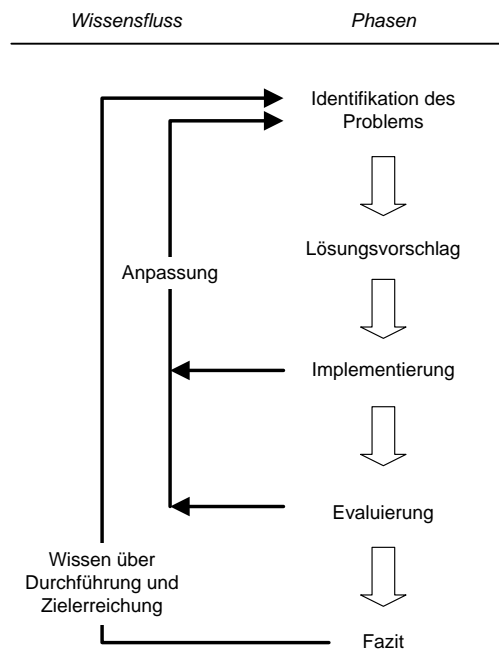 Wissensfluss
Phasen
Identifikation des
Problems
Lösungsvorschlag
Anpassung
Implementierung
Evaluierung
Wissen über
Durchführung und
Zielerreichung
Fazit